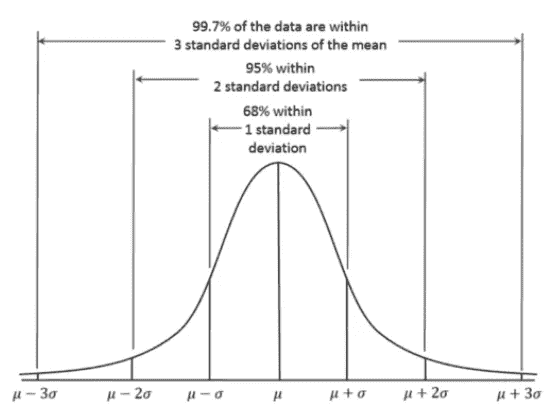 99.7% of the data are within
3 standard deviations of the mean
95% within
2 standard deviations
68% within
1 standard
deviation
μ − 3σ μ − 2σ μ − σ μ μ + σ μ + 2σ μ + 3σ